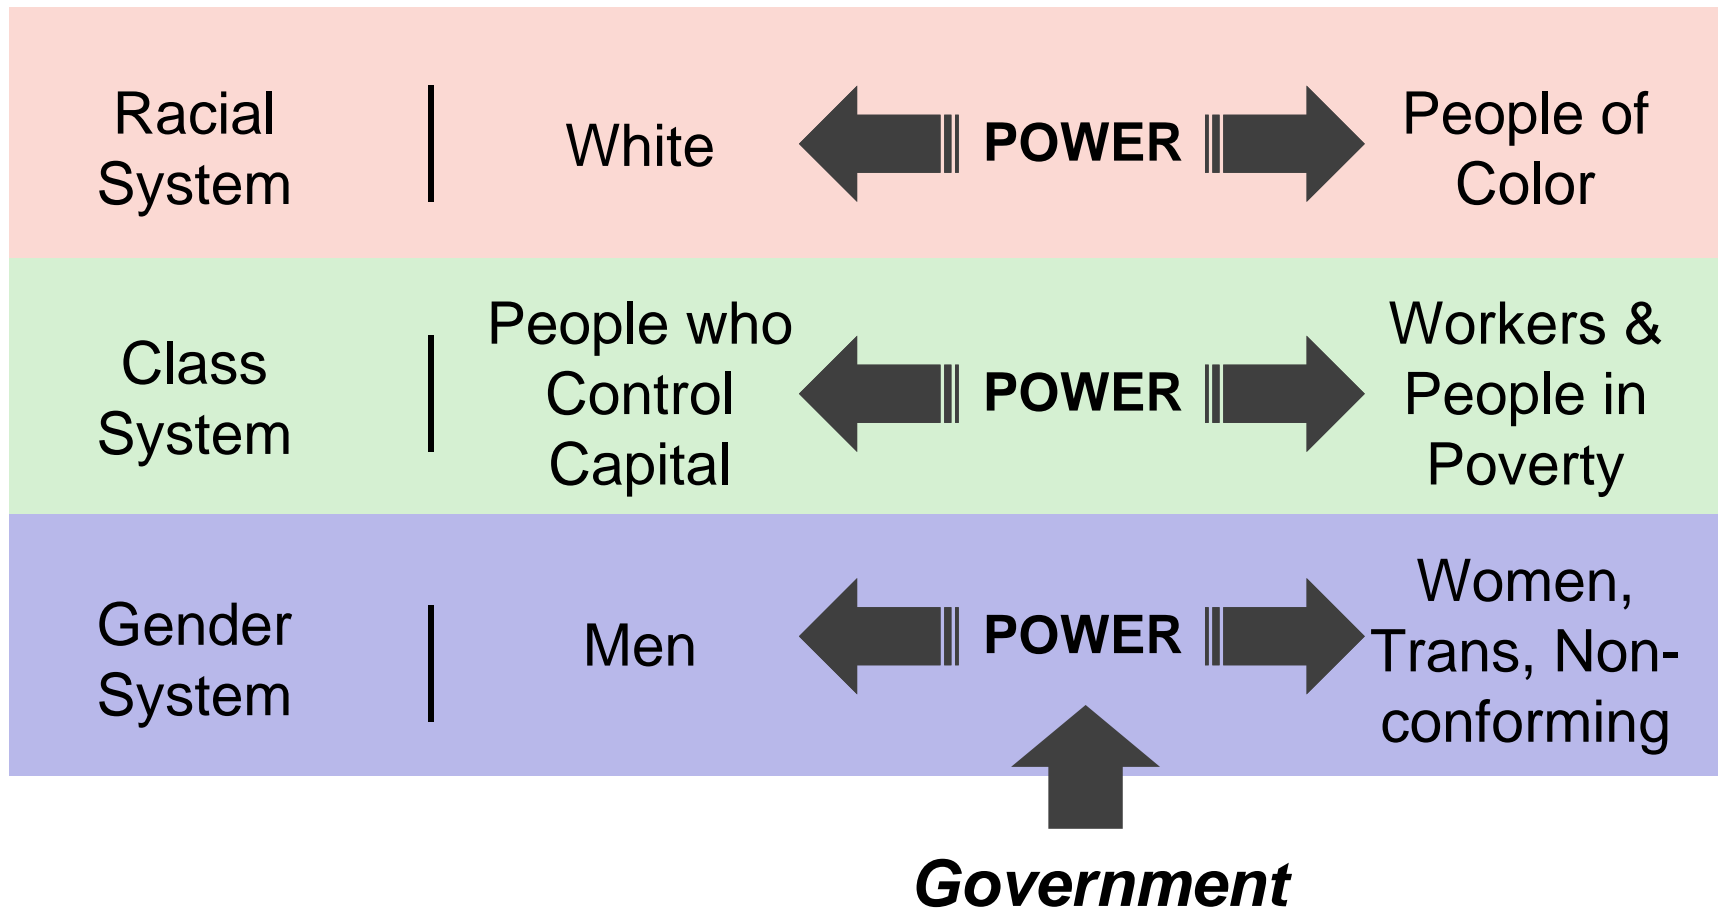 Racial
System
White
POWER
People of
Color
Class
System
People who
Control
Capital
POWER
Workers &
People in
Poverty
Gender
System
Men
POWER
Women,
Trans, Non-
conforming
Government